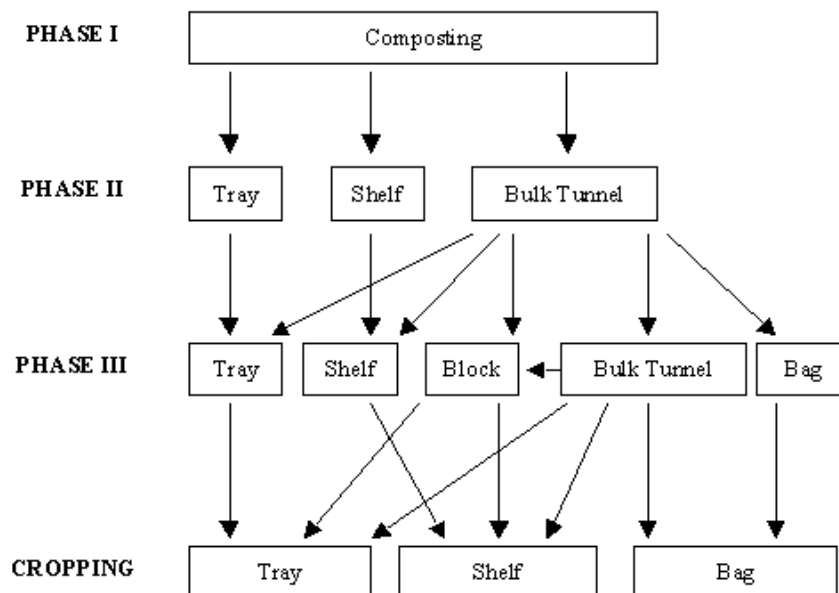 PHASE I
Composting
PHASE II
Tray
Shelf
Bulk Tunnel
PHASE III
Tray
Shelf
Block
Bulk Tunnel
Bag
CROPPING
Tray
Shelf
Bag